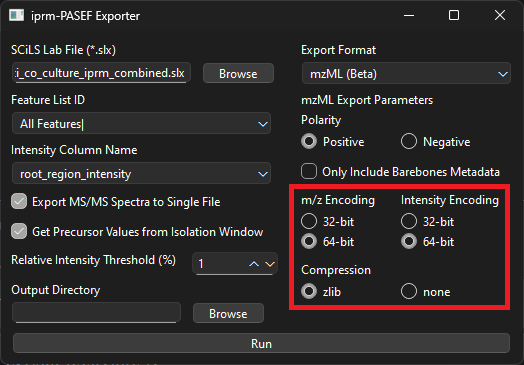 iprm-PASEF Exporter
SCiLS Lab File (*.slx)
:i_co_culture_iprm_combined.slx
Browse
Feature List ID
All Features
Intensity Column Name
root_region_intensity
Export MS/MS Spectra to Single File
Get Precursor Values from Isolation Window
Relative Intensity Threshold (%)
1
Output Directory
Browse
Export Format
mzML (Beta)
mzML Export Parameters
Polarity
Positive
Negative
Only Include Barebones Metadata
m/z Encoding
32-bit
64-bit
Intensity Encoding
32-bit
64-bit
Compression
zlib
none
Run